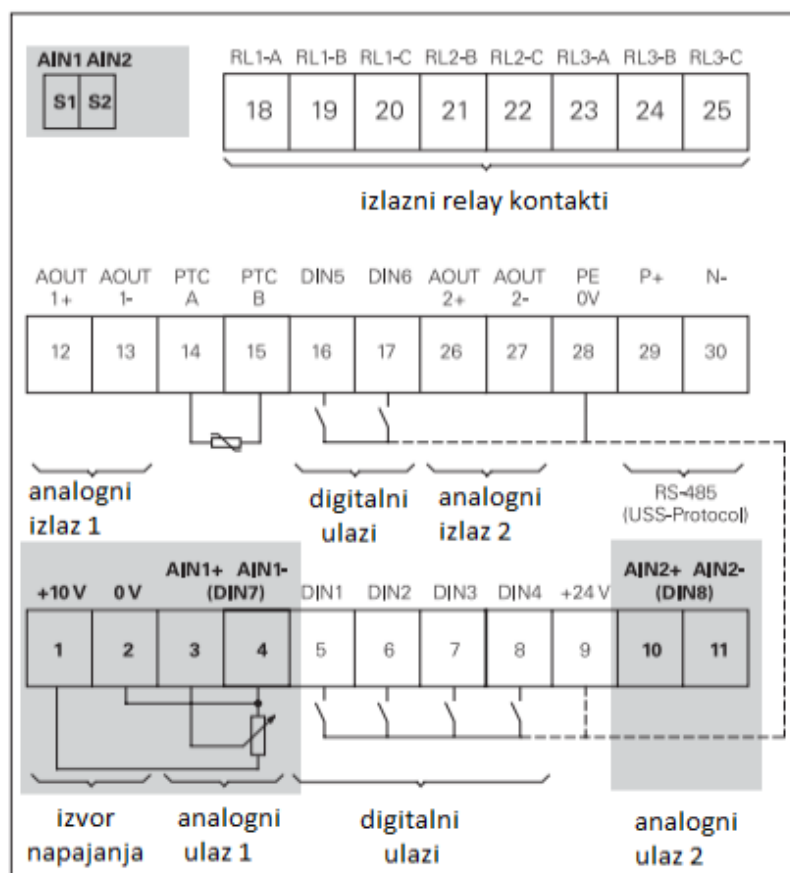 AIN1 AIN2
S1 S2
RL1-A RL1-B RL1-C RL2-B RL2-C RL3-A RL3-B RL3-C
18 19 20 21 22 23 24 25
izlazni relay kontakti
AOUT AOUT PTC PTC DIN5 DIN6 AOUT AOUT PE P+ N-
1+ 1- A B 2+ 2- 0V
12 13 14 15 16 17 26 27 28 29 30
analogni izlaz 1
digitalni ulazi
analogni izlaz 2
RS-485
(USS-Protocol)
+10 V 0 V AIN1+ AIN1- DIN1 DIN2 DIN3 DIN4 +24 V AIN2+ AIN2-
(DIN7) (DIN8)
1 2 3 4 5 6 7 8 9 10 11
izvor napajanja
analogni ulaz 1
digitalni ulazi
analogni ulaz 2